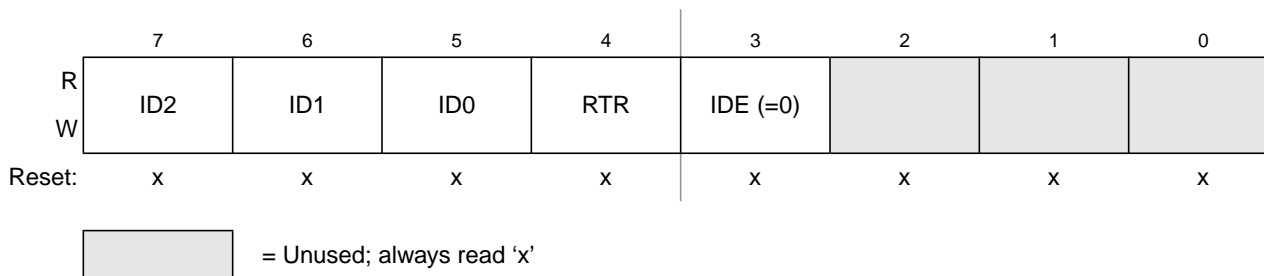 7 6 5 4 3 2 1 0
R
W
ID2 ID1 ID0 RTR IDE (=0)
Reset: x x x x x x x x
= Unused; always read ‘x’